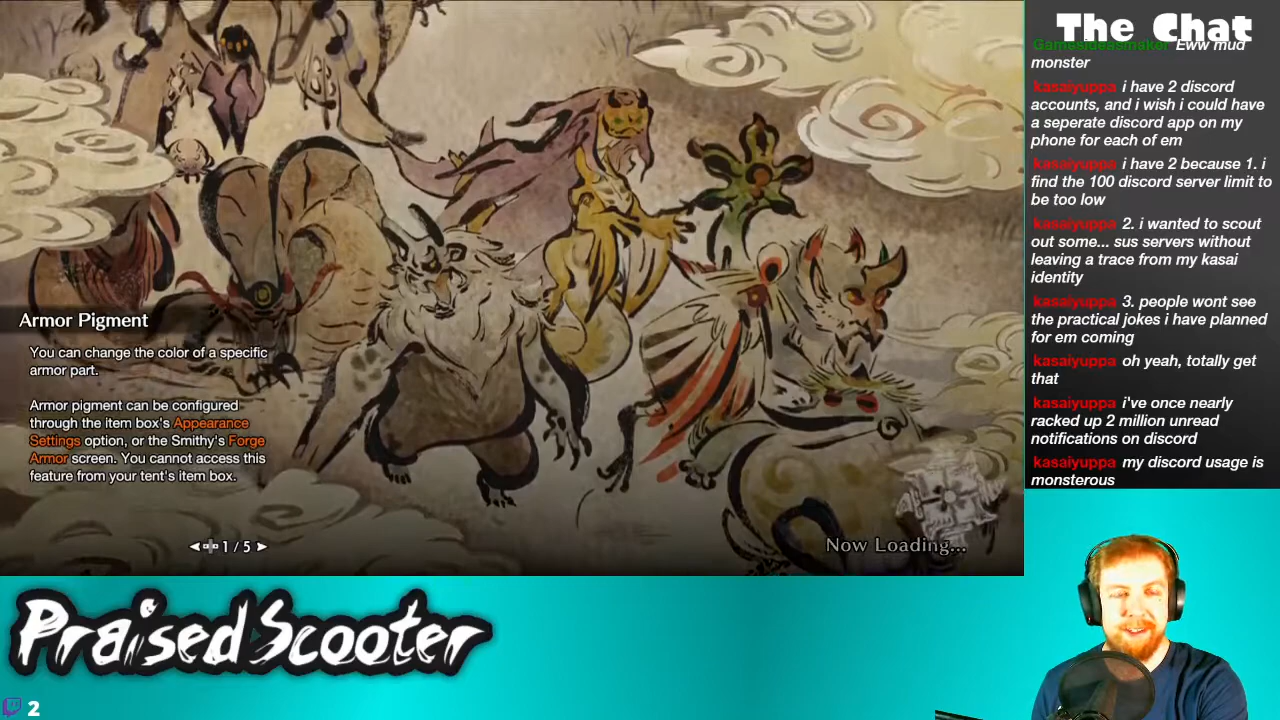 The Chat
Gamesideasmaker Eww mud
monster
kasaiyuppa i have 2 discord
accounts, and i wish i could have
a seperate discord app on my
phone for each of em
kasaiyuppa i have 2 because 1. i
find the 100 discord server limit to
be too low
kasaiyuppa 2. i wanted to scout
out some... sus servers without
leaving a trace from my kasai
identity
kasaiyuppa 3. people wont see
the practical jokes i have planned
for em coming
kasaiyuppa oh yeah, totally get
that
kasaiyuppa i've once nearly
racked up 2 million unread
notifications on discord
kasaiyuppa my discord usage is
monsterous
Armor Pigment
You can change the color of a specific
armor part.
Armor pigment can be configured
through the item box's Appearance
Settings option, or the Smithy's Forge
Armor screen. You cannot access this
feature from your tent's item box.
1 / 5
Now Loading...
PraisedScooter
2